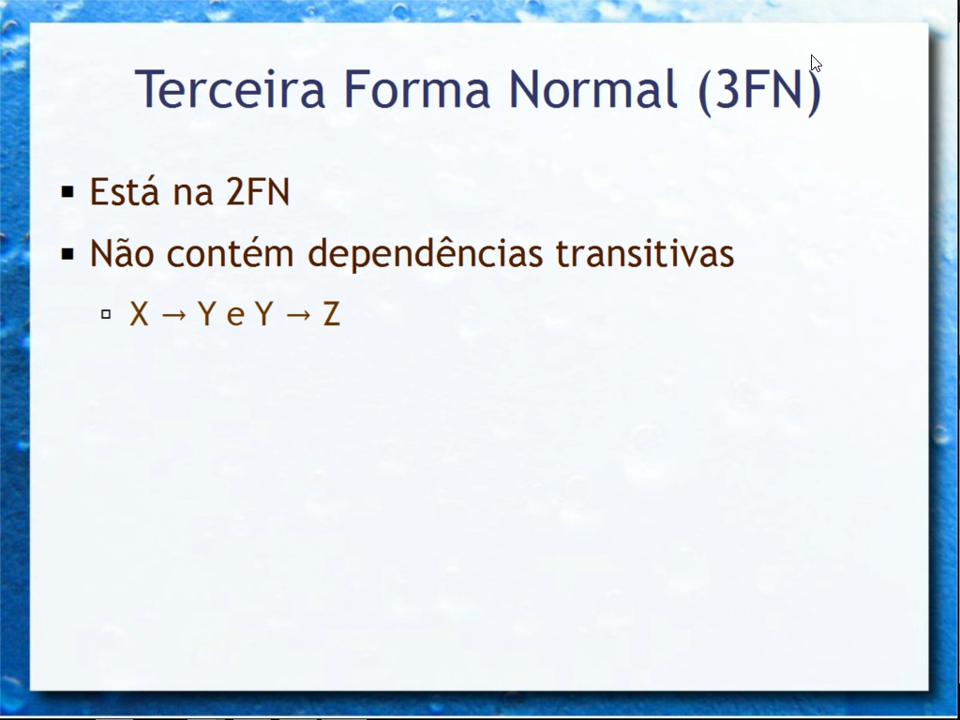 Terceira Forma Normal (3FN)
▪ Está na 2FN
▪ Não contém dependências transitivas
▫ X → Y e Y → Z